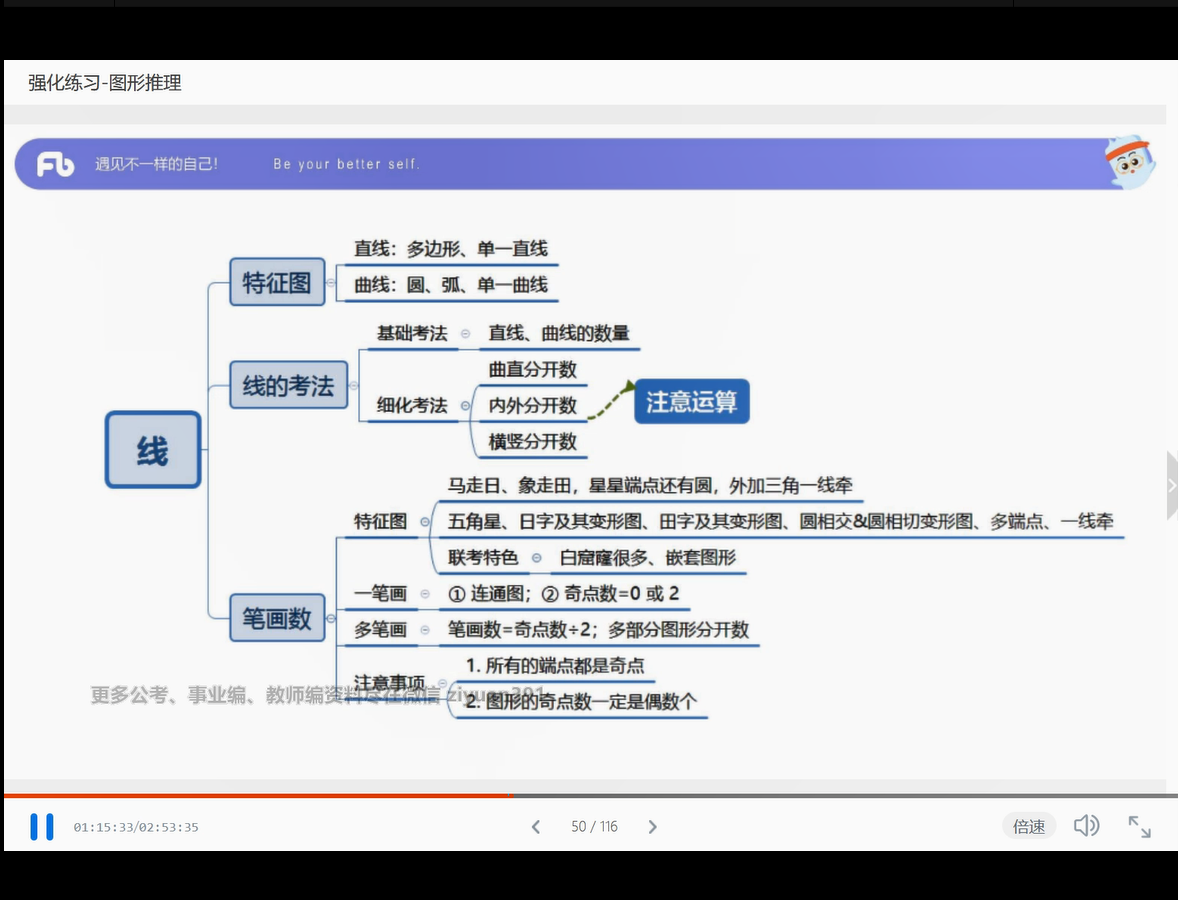 强化练习-图形推理
Fb 遇见不一样的自己! Be your better self.
线
特征图
直线：多边形、单一直线
曲线：圆、弧、单一曲线
线的考法
基础考法
直线、曲线的数量
细化考法
曲直分开数
内外分开数
横竖分开数
注意运算
笔画数
特征图
马走日、象走田，星星端点还有圆，外加三角一线牵
五角星、日字及其变形图、田字及其变形图、圆相交&圆相切变形图、多端点、一线牵
联考特色
白窟窿很多、嵌套图形
一笔画
① 连通图；② 奇点数=0 或 2
多笔画
笔画数=奇点数÷2；多部分图形分开数
注意事项
1. 所有的端点都是奇点
2. 图形的奇点数一定是偶数个
更多公考、事业编、教师编资料尽在微信
01:15:33/02:53:35
50 / 116
倍速